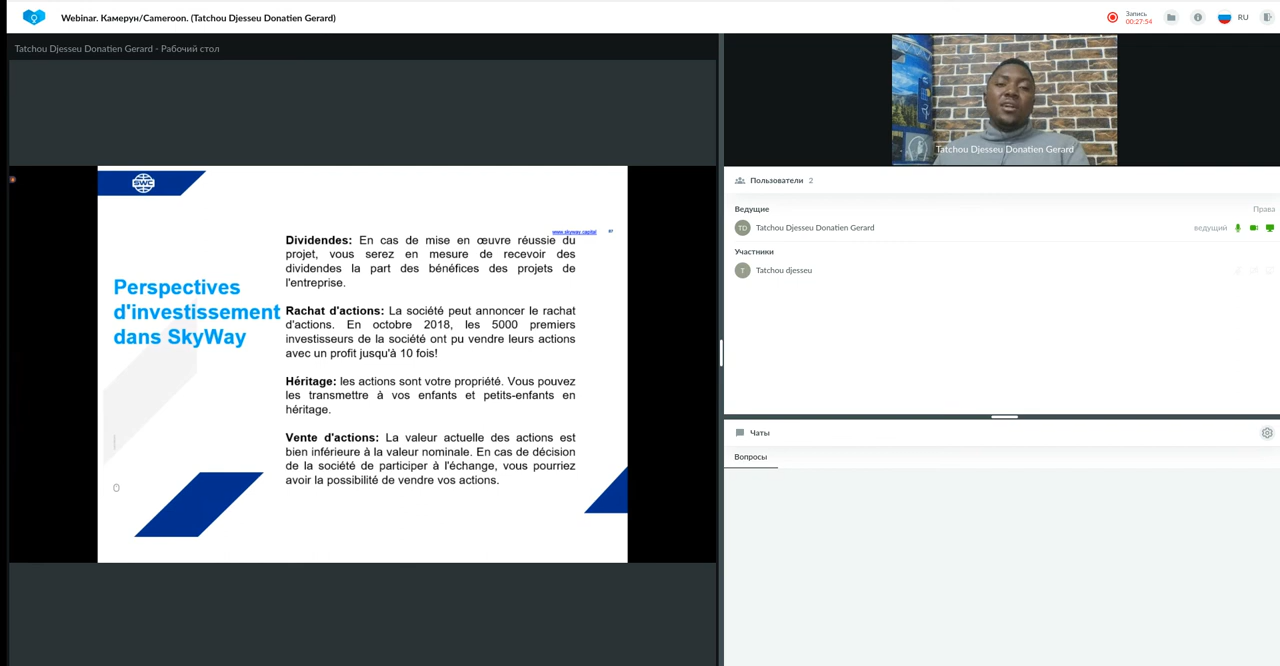 Webinar. Камерун/Cameroon. (Tatchou Djesseu Donatien Gerard)
Запись
00:27:54
RU
Tatchou Djesseu Donatien Gerard - Рабочий стол
Tatchou Djesseu Donatien Gerard
SWC
www.skyway.capital
Perspectives
d'investissement
dans SkyWay
Dividendes: En cas de mise en œuvre réussie du
projet, vous serez en mesure de recevoir des
dividendes la part des bénéfices des projets de
l'entreprise.
Rachat d'actions: La société peut annoncer le rachat
d'actions. En octobre 2018, les 5000 premiers
investisseurs de la société ont pu vendre leurs actions
avec un profit jusqu'à 10 fois!
Héritage: les actions sont votre propriété. Vous pouvez
les transmettre à vos enfants et petits-enfants en
héritage.
Vente d'actions: La valeur actuelle des actions est
bien inférieure à la valeur nominale. En cas de décision
de la société de participer à l'échange, vous pourriez
avoir la possibilité de vendre vos actions.
Пользователи 2
Ведущие Права
TD Tatchou Djesseu Donatien Gerard ведущий
Участники
T Tatchou djesseu
Чаты
Вопросы